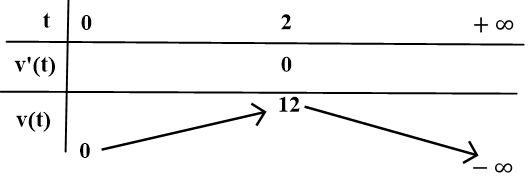 t 0 2 + ∞
v'(t) 0
12
v(t)
0 - ∞